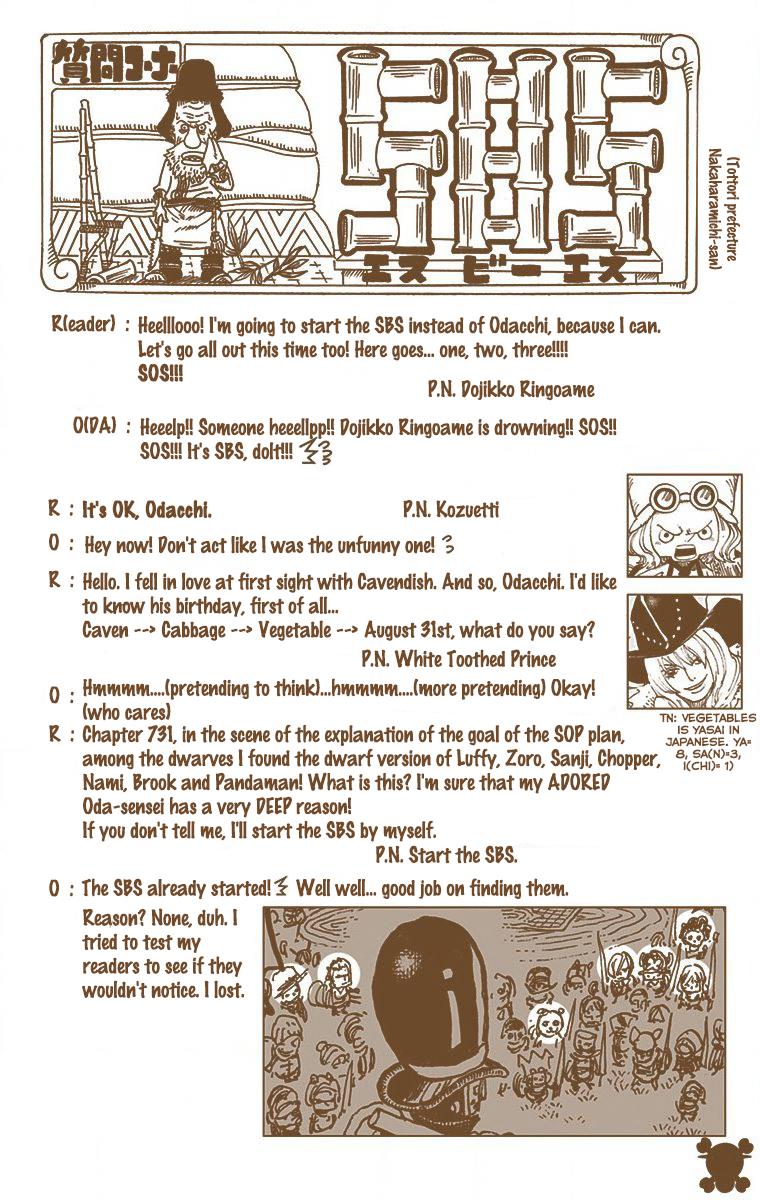 質問コーナー
SBS
エス ビー エス
(Tottori prefecture
Nakaharamichi-san)
R(eader) : Heelllooo! I'm going to start the SBS instead of Odacchi, because I can.
Let's go all out this time too! Here goes... one, two, three!!!!
SOS!!!
P.N. Dojikko Ringoame
O(DA) : Heeelp!! Someone heeellpp!! Dojikko Ringoame is drowning!! SOS!!
SOS!!! It's SBS, dolt!!!
R : It's OK, Odacchi. P.N. Kozuetti
O : Hey now! Don't act like I was the unfunny one!
R : Hello. I fell in love at first sight with Cavendish. And so, Odacchi. I'd like
to know his birthday, first of all...
Caven --> Cabbage --> Vegetable --> August 31st, what do you say?
P.N. White Toothed Prince
O : Hmmmm....(pretending to think)...hmmmm....(more pretending) Okay!
(who cares)
TN: VEGETABLES
IS YASAI IN
JAPANESE. YA=
8, SA(N)=3,
I(CHI)= 1)
R : Chapter 731, in the scene of the explanation of the goal of the SOP plan,
among the dwarves I found the dwarf version of Luffy, Zoro, Sanji, Chopper,
Nami, Brook and Pandaman! What is this? I'm sure that my ADORED
Oda-sensei has a very DEEP reason!
If you don't tell me, I'll start the SBS by myself.
P.N. Start the SBS.
O : The SBS already started! Well well... good job on finding them.
Reason? None, duh. I
tried to test my
readers to see if they
wouldn't notice. I lost.